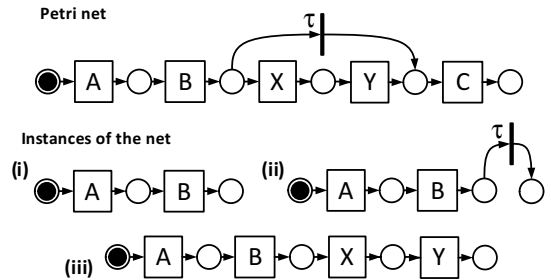 Petri net
τ
A B X Y C
Instances of the net
(i) A B
(ii) A B τ
(iii) A B X Y